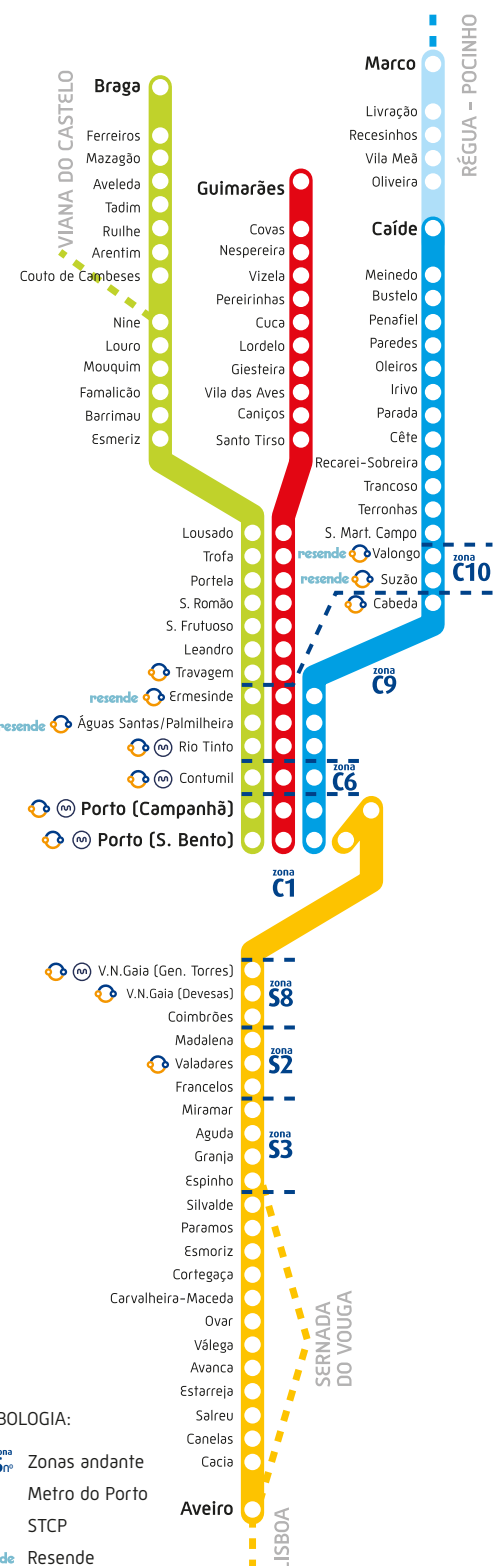 Braga
Ferreiros
Mazagão
Aveleda
Tadim
Ruilhe
Arentim
Couto de Cambeses
Nine
Louro
Mouquim
Famalicão
Barrimau
Esmeriz
VIANA DO CASTELO
Guimarães
Covas
Nespereira
Vizela
Pereirinhas
Cuca
Lordelo
Giesteira
Vila das Aves
Caniços
Santo Tirso
RÉGUA - POCINHO
Marco
Livração
Recesinhos
Vila Meã
Oliveira
Caíde
Meinedo
Bustelo
Penafiel
Paredes
Oleiros
Irivo
Parada
Cête
Recarei-Sobreira
Trancoso
Terronhas
S. Mart. Campo
resende Valongo
resende Suzão
Cabeda
zona
C10
zona
C9
Lousado
Trofa
Portela
S. Romão
S. Frutuoso
Leandro
Travagem
resende Ermesinde
resende Águas Santas/Palmilheira
Rio Tinto
Contumil
zona
C6
Porto (Campanhã)
Porto (S. Bento)
zona
C1
V.N.Gaia (Gen. Torres)
V.N.Gaia (Devesas)
Coimbrões
zona
S8
Madalena
Valadares
Francelos
zona
S2
Miramar
Aguda
Granja
Espinho
zona
S3
Silvalde
Paramos
Esmoriz
Cortegaça
Carvalheira-Maceda
Ovar
Válega
Avanca
Estarreja
Salreu
Canelas
Cacia
Aveiro
SERNADA
DO VOUGA
LISBOA
BOLOGIA:
Zonas andante
Metro do Porto
STCP
Resende